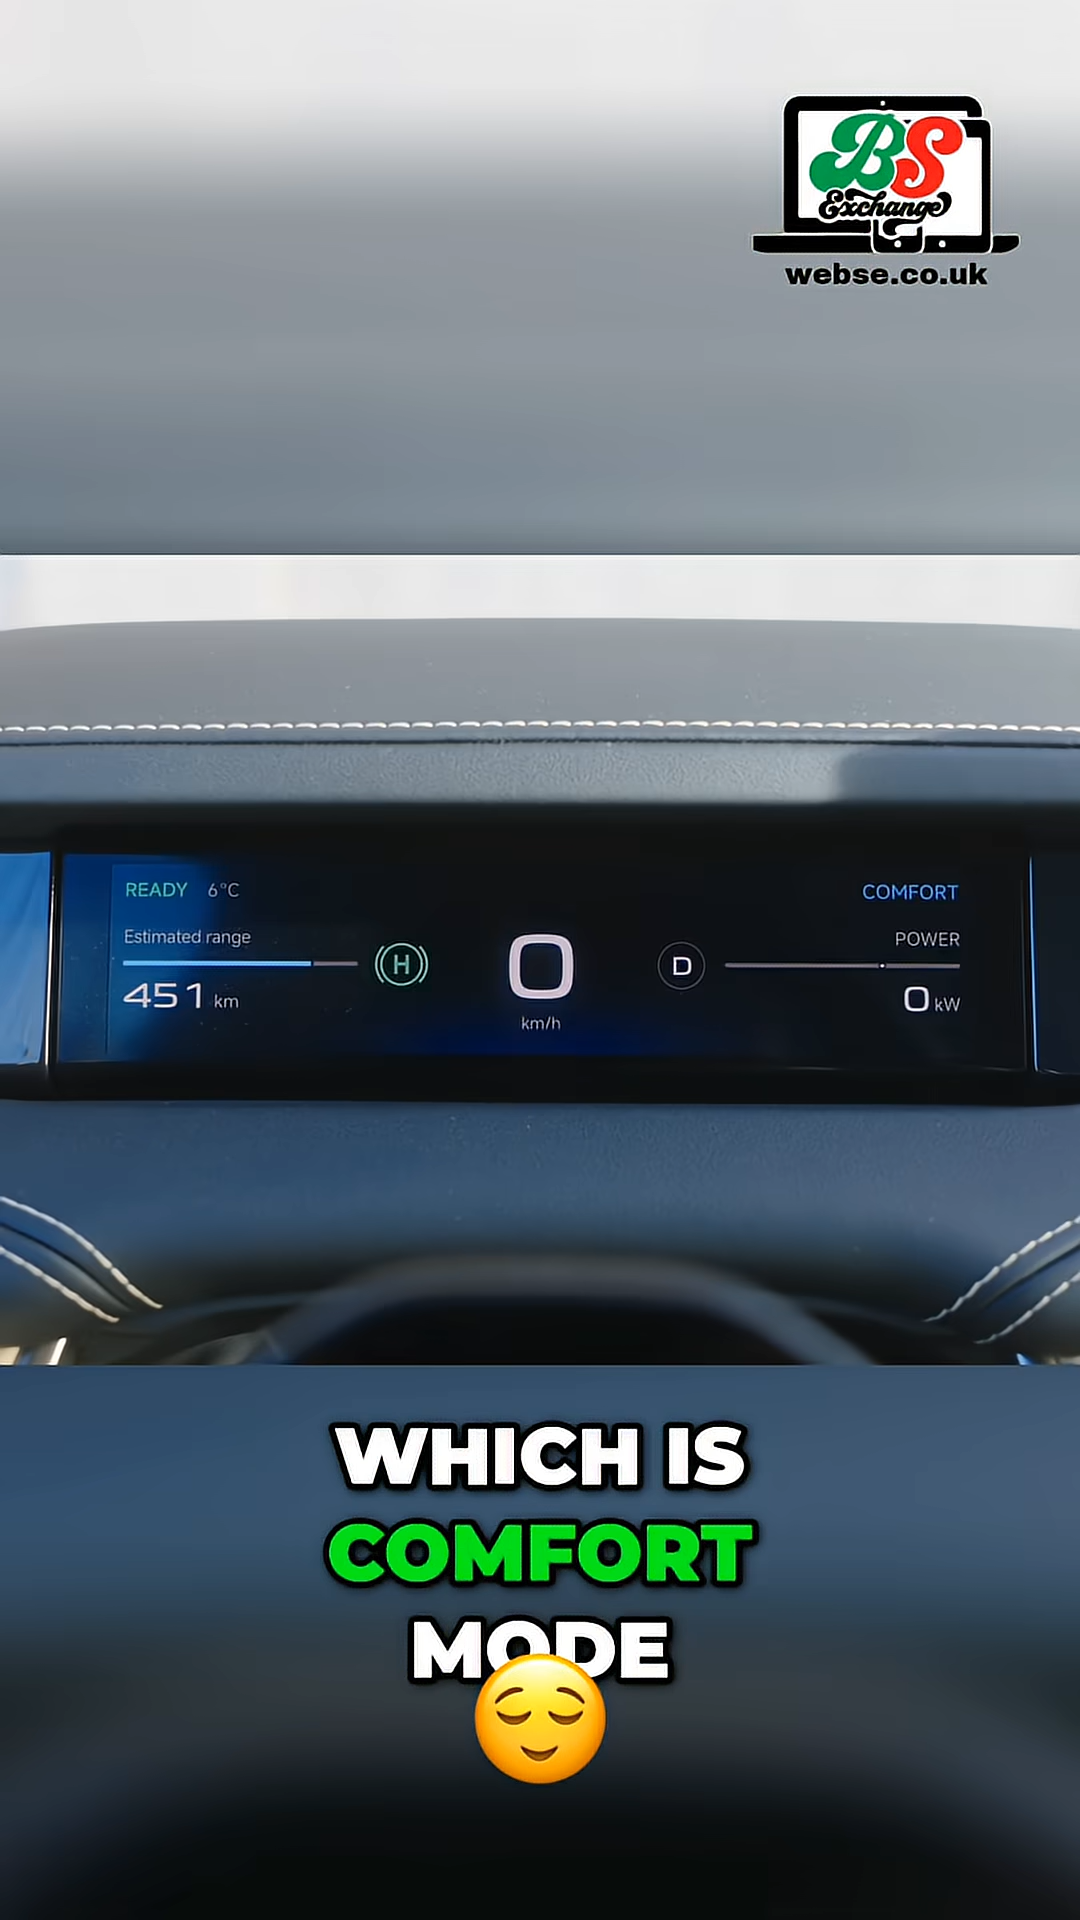 BS
Exchange
webse.co.uk
READY 6°C
COMFORT
Estimated range
POWER
H
0
D
451 km
0 kW
km/h
WHICH IS
COMFORT
MODE